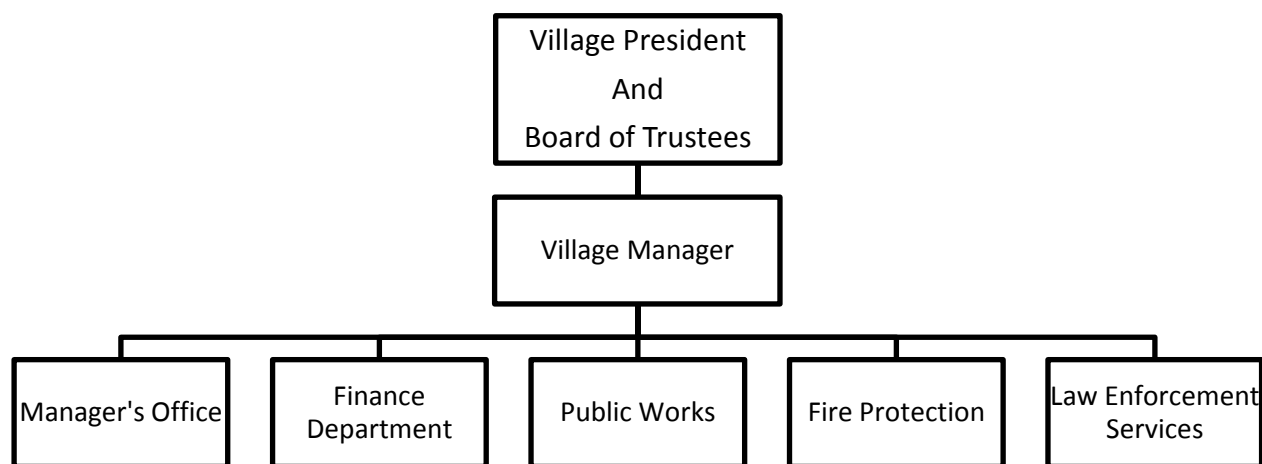 Village President
And
Board of Trustees
Village Manager
Manager's Office
Finance
Department
Public Works
Fire Protection
Law Enforcement
Services